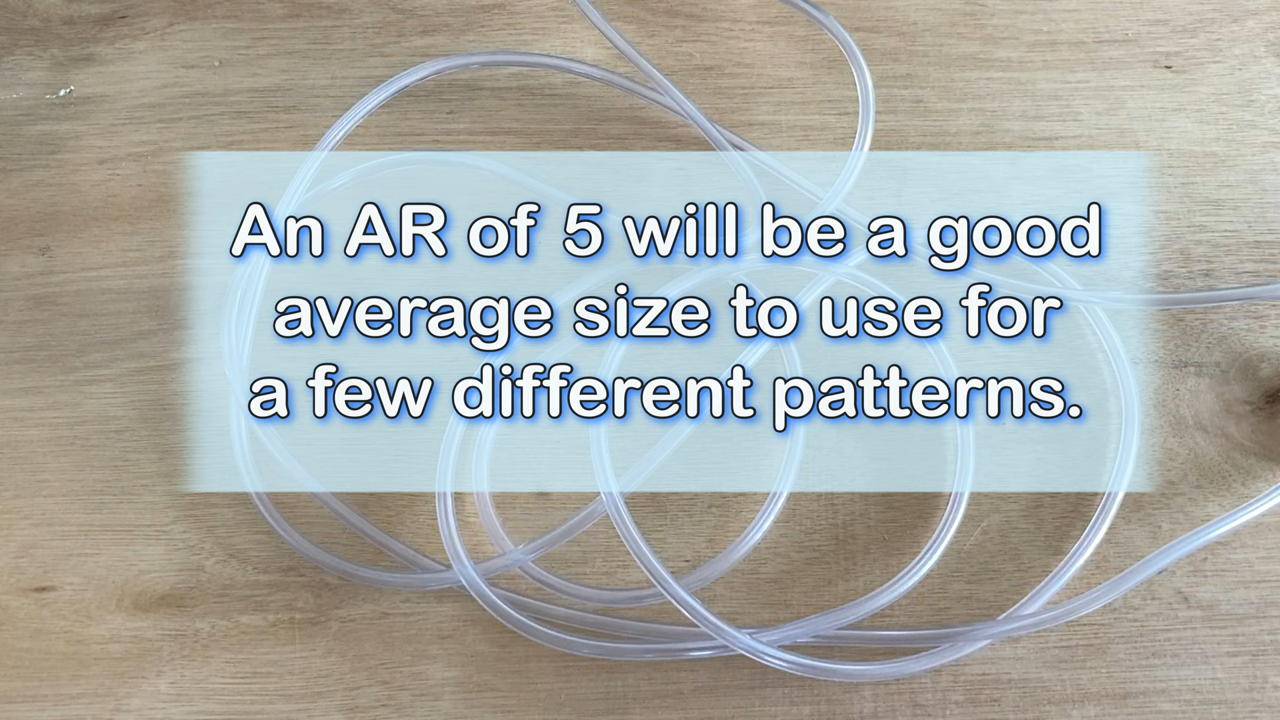 An AR of 5 will be a good
average size to use for
a few different patterns.